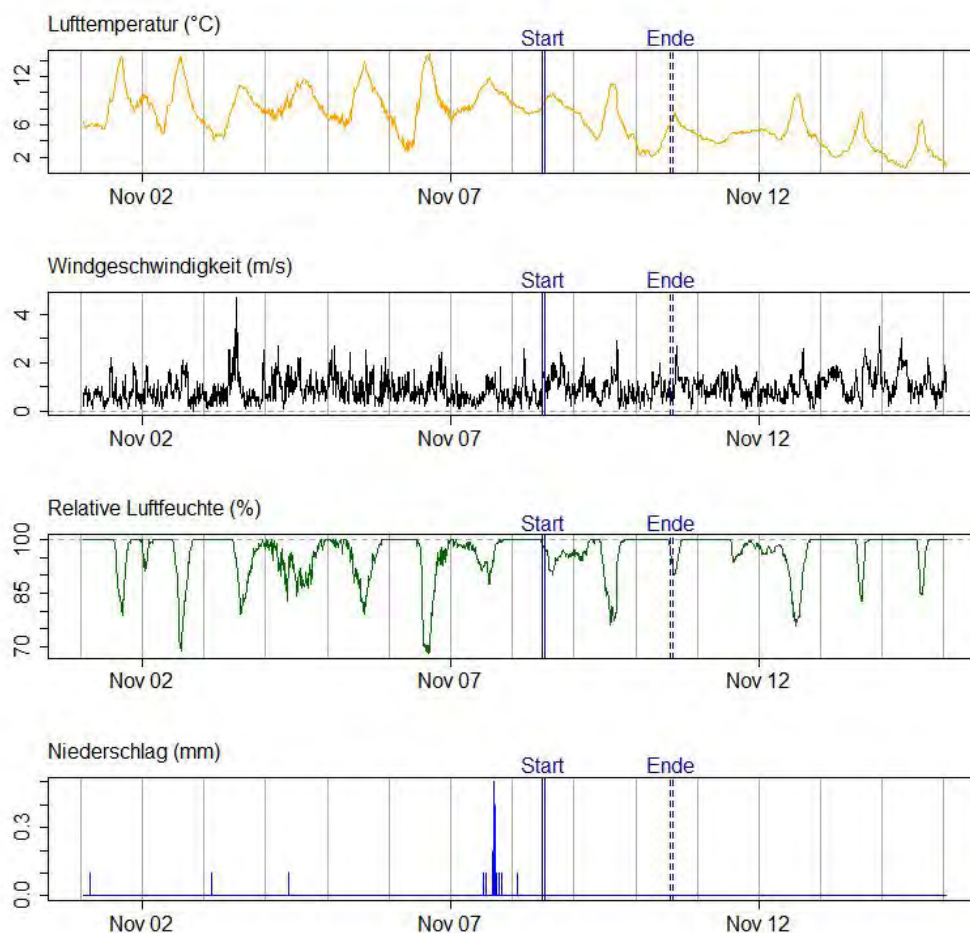 Lufttemperatur (°C)
Start Ende
12
6
2
Nov 02 Nov 07 Nov 12
Windgeschwindigkeit (m/s)
Start Ende
4
2
0
Nov 02 Nov 07 Nov 12
Relative Luftfeuchte (%)
Start Ende
100
85
70
Nov 02 Nov 07 Nov 12
Niederschlag (mm)
Start Ende
0.3
0.0
Nov 02 Nov 07 Nov 12